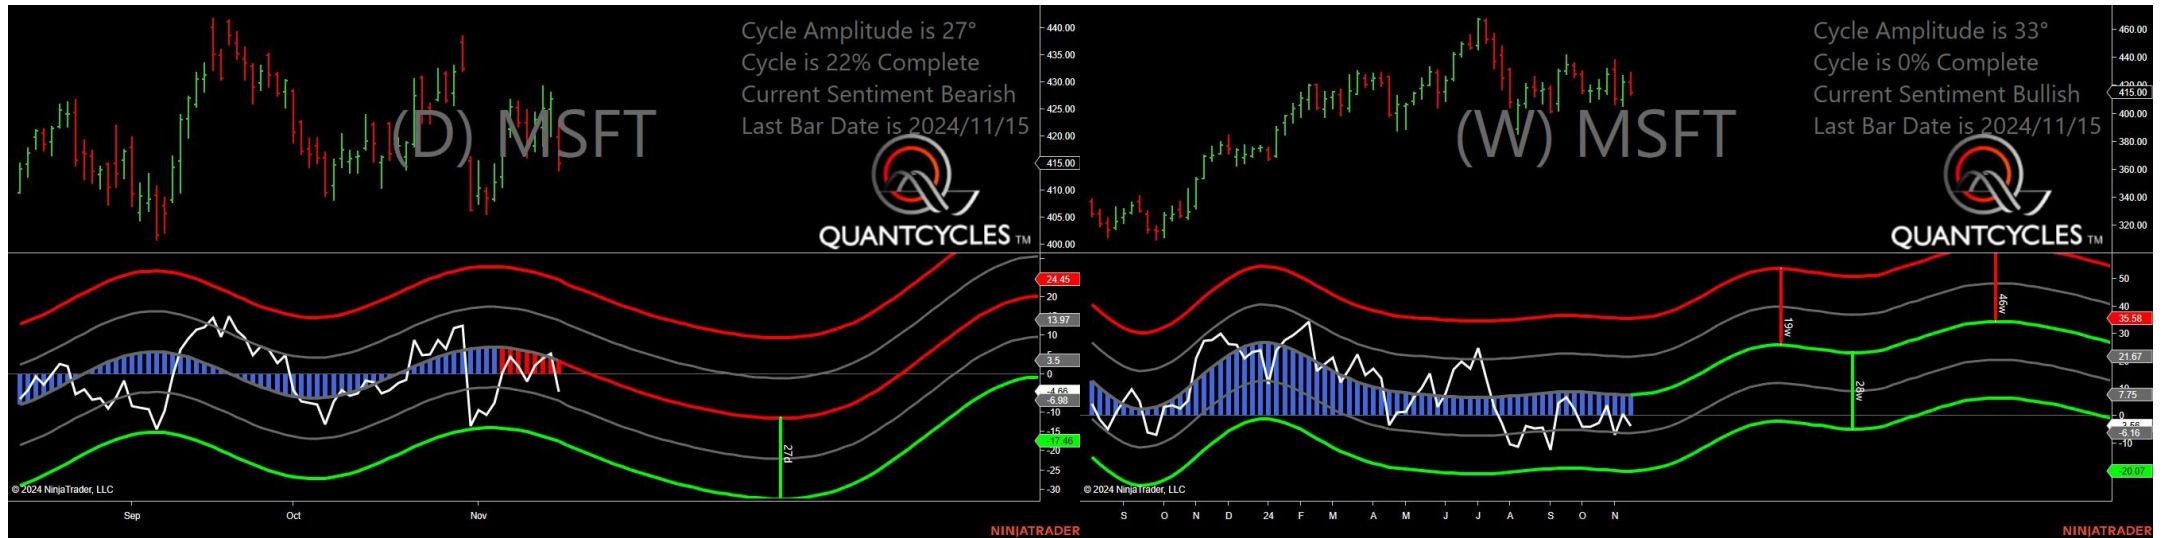 Cycle Amplitude is 27°
Cycle is 22% Complete
Current Sentiment Bearish
Last Bar Date is 2024/11/15
(D) MSFT
QUANTCYCLES TM
440.00
435.00
430.00
425.00
420.00
415.00
410.00
405.00
400.00
24.45
20
13.97
10
3.5
0
-4.66
-6.98
-10
-15
-17.46
-20
-25
-30
27d
© 2024 NinjaTrader, LLC
Sep Oct Nov
NINJATRADER
Cycle Amplitude is 33°
Cycle is 0% Complete
Current Sentiment Bullish
Last Bar Date is 2024/11/15
(W) MSFT
QUANTCYCLES TM
460.00
440.00
415.00
400.00
380.00
360.00
340.00
320.00
50
40
35.58
30
21.67
7.75
0
-6.16
-10
-20.07
19w
28w
46w
© 2024 NinjaTrader, LLC
S O N D 24 F M A M J J A S O N
NINJATRADER